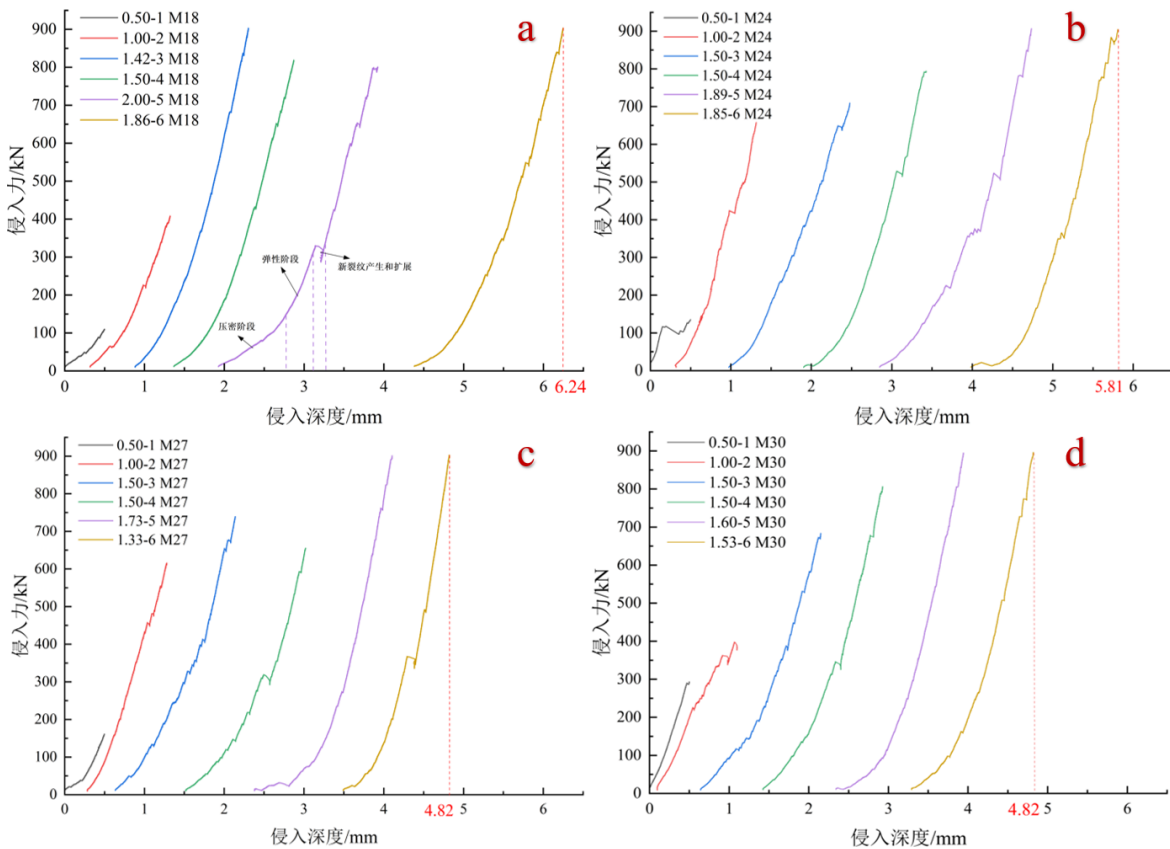 a
0.50-1 M18
1.00-2 M18
1.42-3 M18
1.50-4 M18
2.00-5 M18
1.86-6 M18
900
800
700
600
500
400
300
200
100
0
侵入力/kN
压密阶段
弹性阶段
新裂纹产生和扩展
0 1 2 3 4 5 6 6.24
侵入深度/mm
b
0.50-1 M24
1.00-2 M24
1.50-3 M24
1.50-4 M24
1.89-5 M24
1.85-6 M24
900
800
700
600
500
400
300
200
100
0
侵入力/kN
0 1 2 3 4 5 5.81 6
侵入深度/mm
c
0.50-1 M27
1.00-2 M27
1.50-3 M27
1.50-4 M27
1.73-5 M27
1.33-6 M27
900
800
700
600
500
400
300
200
100
0
侵入力/kN
0 1 2 3 4 4.82 5 6
侵入深度/mm
d
0.50-1 M30
1.00-2 M30
1.50-3 M30
1.50-4 M30
1.60-5 M30
1.53-6 M30
900
800
700
600
500
400
300
200
100
0
侵入力/kN
0 1 2 3 4 4.82 5 6
侵入深度/mm